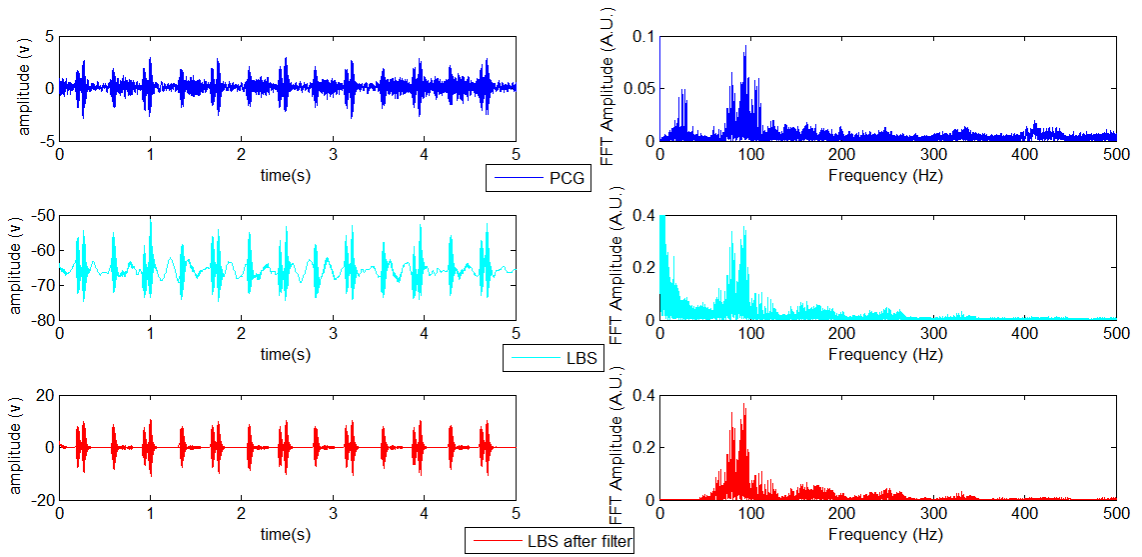 5
0
-5
amplitude (v)
0 1 2 3 4 5
time(s)
PCG
0.1
0.05
0
FFT Amplitude (A.U.)
0 100 200 300 400 500
Frequency (Hz)
-50
-60
-70
-80
amplitude (v)
0 1 2 3 4 5
time(s)
LBS
0.4
0.2
0
FFT Amplitude (A.U.)
0 100 200 300 400 500
Frequency (Hz)
20
0
-20
amplitude (v)
0 1 2 3 4 5
time(s)
LBS after filter
0.4
0.2
0
FFT Amplitude (A.U.)
0 100 200 300 400 500
Frequency (Hz)